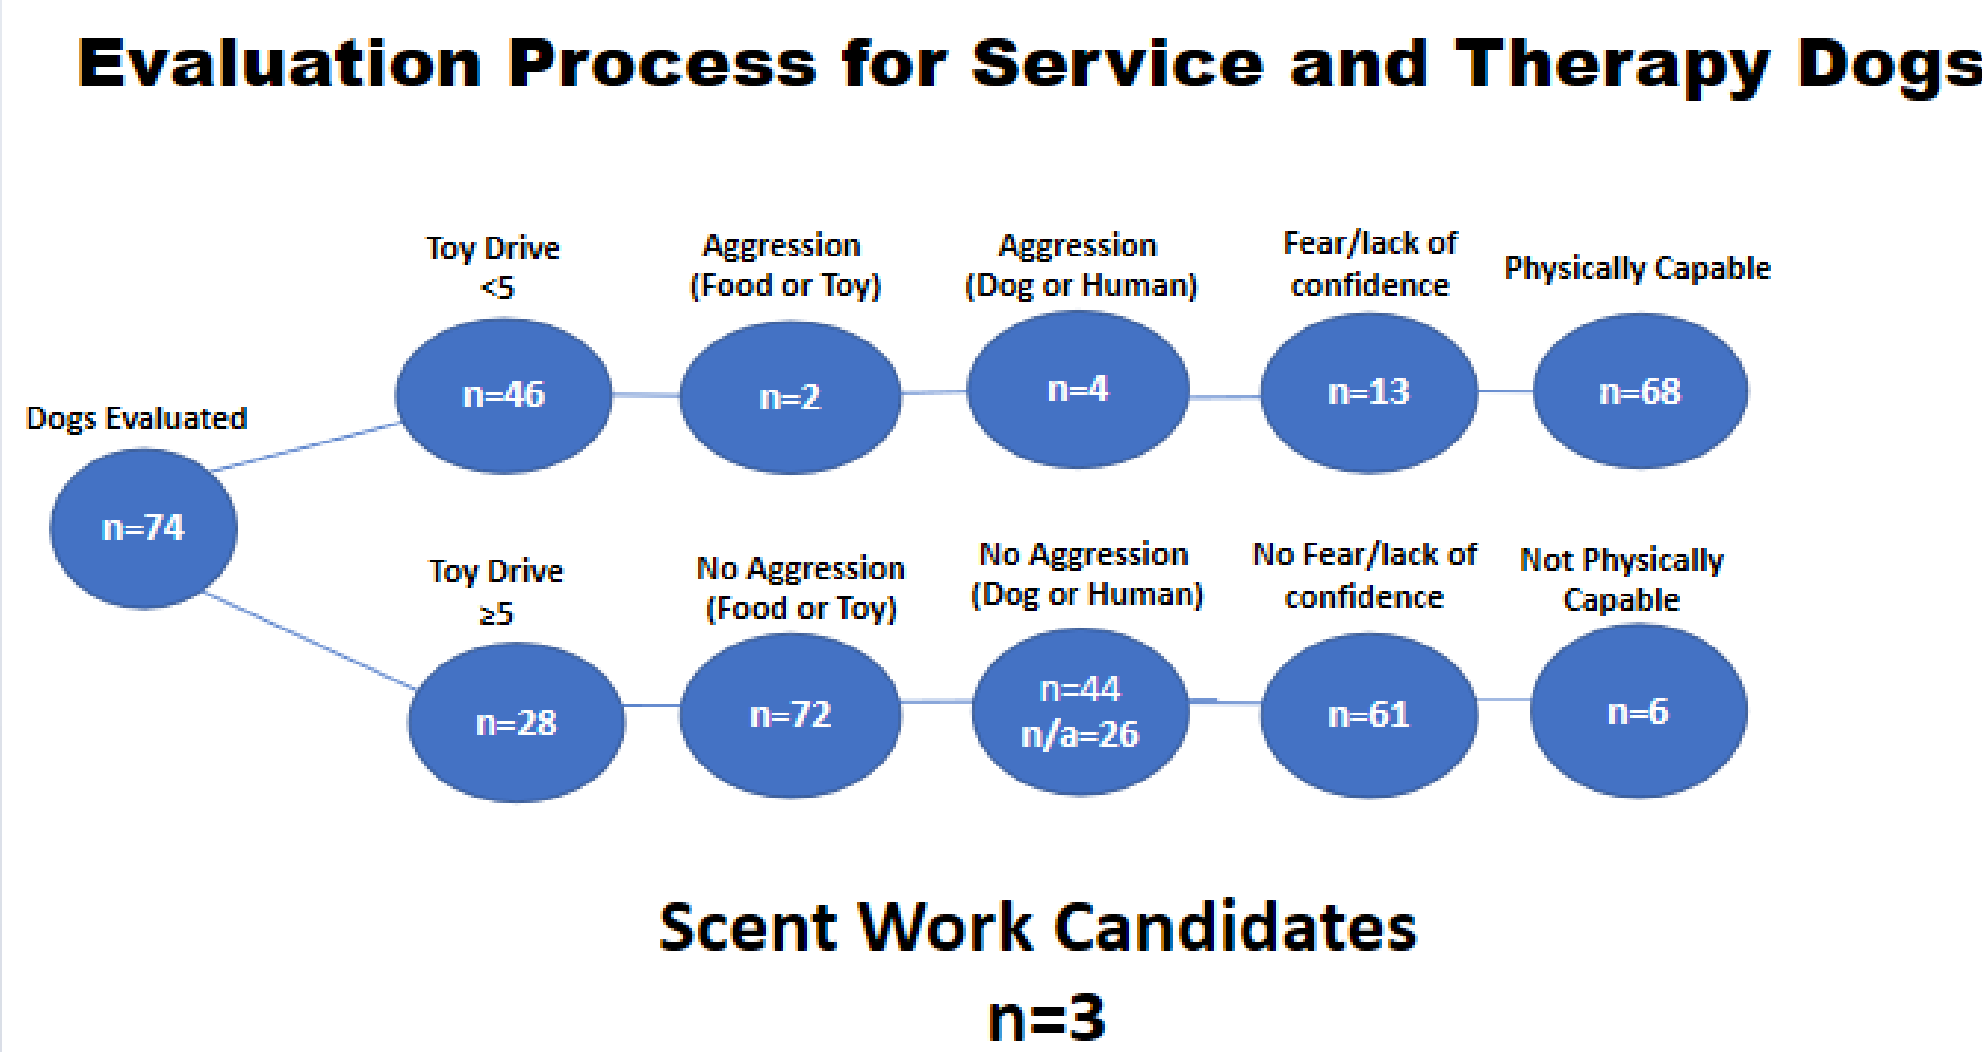 Evaluation Process for Service and Therapy Dogs
Toy Drive
<5
Aggression
(Food or Toy)
Aggression
(Dog or Human)
Fear/lack of
confidence
Physically Capable
n=46
n=2
n=4
n=13
n=68
Dogs Evaluated
n=74
Toy Drive
≥5
No Aggression
(Food or Toy)
No Aggression
(Dog or Human)
No Fear/lack of
confidence
Not Physically
Capable
n=28
n=72
n=44
n/a=26
n=61
n=6
Scent Work Candidates
n=3